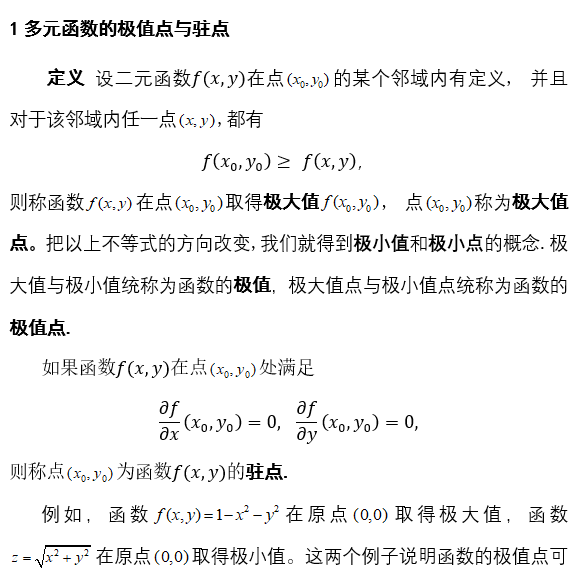 1 多元函数的极值点与驻点
定义 设二元函数f(x,y)在点(x₀,y₀)的某个邻域内有定义， 并且
对于该邻域内任一点(x,y)，都有
f(x₀,y₀) ≥ f(x,y),
则称函数f(x,y)在点(x₀,y₀)取得极大值f(x₀,y₀)， 点(x₀,y₀)称为极大值
点。把以上不等式的方向改变,我们就得到极小值和极小点的概念.极
大值与极小值统称为函数的极值，极大值点与极小值点统称为函数的
极值点.
如果函数f(x,y)在点(x₀,y₀)处满足
∂f/∂x (x₀,y₀) = 0, ∂f/∂y (x₀,y₀) = 0,
则称点(x₀,y₀)为函数f(x,y)的驻点.
例如，函数 f(x,y)=1−x²−y² 在原点(0,0)取得极大值，函数
z=√(x²+y²) 在原点(0,0)取得极小值。这两个例子说明函数的极值点可